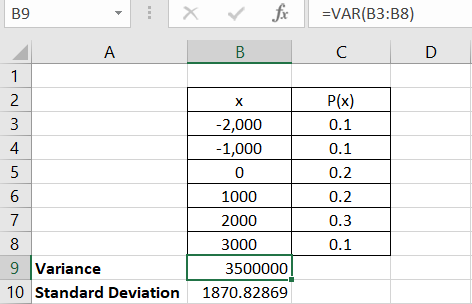 B9 fx =VAR(B3:B8)
A B C D
1
2 x P(x)
3 -2,000 0.1
4 -1,000 0.1
5 0 0.2
6 1000 0.2
7 2000 0.3
8 3000 0.1
9 Variance 3500000
10 Standard Deviation 1870.82869